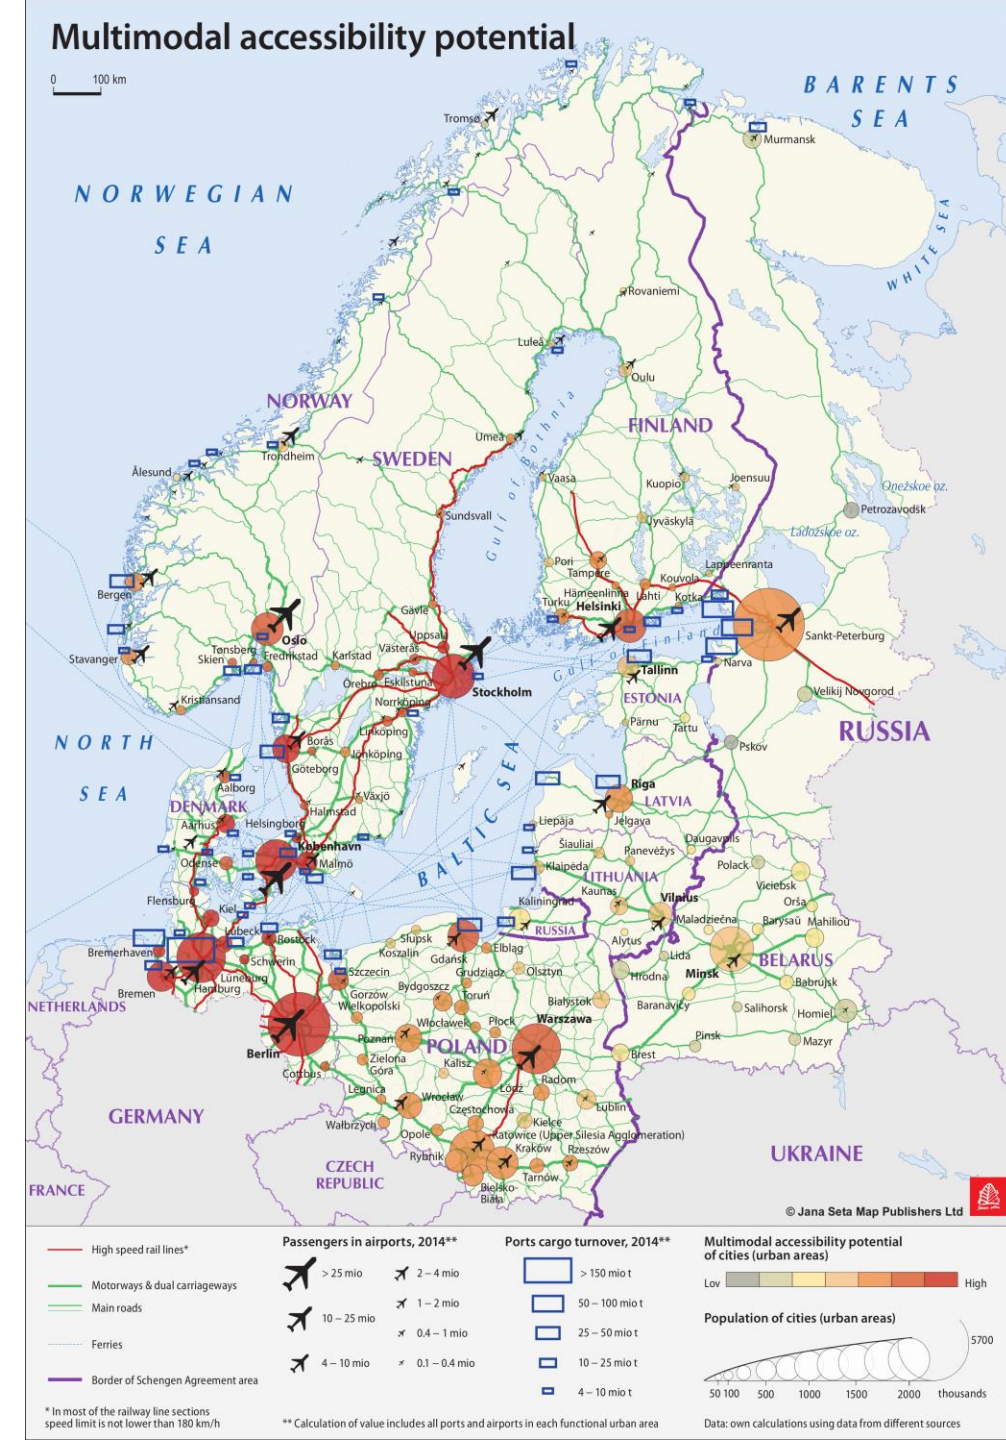 Multimodal accessibility potential
0 100 km
BARENTS
SEA
NORWEGIAN
SEA
WHITE SEA
Tromsø
Murmansk
Rovaniemi
Luleå
Oulu
NORWAY
FINLAND
Gulf of Bothnia
Umeå
Trondheim
SWEDEN
Ålesund
Vaasa
Kuopio
Joensuu
Onežskoe oz.
Petrozavodsk
Sundsvall
Jyväskylä
Ladožskoe oz.
Pori
Tampere
Lappeenranta
Kouvola
Bergen
Hämeenlinna
Lahti
Kotka
Turku
Helsinki
Gävle
Oslo
Uppsala
Sankt-Peterburg
Gulf of Finland
Tønsberg
Skien
Fredrikstad
Karlstad
Västerås
Stavanger
Örebro
Eskilstuna
Stockholm
Tallinn
Narva
Kristiansand
Norrköping
ESTONIA
Velikij Novgorod
Linköping
Pärnu
Tartu
RUSSIA
NORTH
SEA
Borås
Jönköping
Göteborg
Pskov
Aalborg
BALTIC SEA
Riga
DENMARK
Växjö
LATVIA
Halmstad
Aarhus
Helsingborg
Liepāja
Jelgava
København
Daugavpils
Šiauliai
Panevėžys
Odense
Malmö
Klaipėda
LITHUANIA
Polack
Kaunas
Viciebsk
Flensburg
Kaliningrad
Vilnius
Orša
Kiel
Maladziečna
Barysaŭ
Mahilioŭ
RUSSIA
Lübeck
Rostock
Słupsk
Koszalin
Gdańsk
Elbląg
Alytus
Bremerhaven
Lida
BELARUS
Schwerin
Szczecin
Grudziądz
Olsztyn
Hrodna
Minsk
Lüneburg
Bremen
Hamburg
Bydgoszcz
Babrujsk
Gorzów
Wielkopolski
Toruń
Białystok
Baranavičy
Salihorsk
Homiel
NETHERLANDS
Włocławek
Płock
Warszawa
Poznań
POLAND
Pinsk
Mazyr
Berlin
Zielona
Góra
Kalisz
Brest
Cottbus
Łódź
Radom
Legnica
Wrocław
GERMANY
Częstochowa
Lublin
Wałbrzych
Kielce
Opole
Katowice (Upper Silesia Agglomeration)
Rybnik
Kraków
Rzeszów
UKRAINE
CZECH
REPUBLIC
Tarnów
FRANCE
Bielsko-
Biała
© Jana Seta Map Publishers Ltd
High speed rail lines*
Motorways & dual carriageways
Main roads
Ferries
Border of Schengen Agreement area
* In most of the railway line sections
speed limit is not lower than 180 km/h
Passengers in airports, 2014**
> 25 mio
10 – 25 mio
4 – 10 mio
2 – 4 mio
1 – 2 mio
0.4 – 1 mio
0.1 – 0.4 mio
** Calculation of value includes all ports and airports in each functional urban area
Ports cargo turnover, 2014**
> 150 mio t
50 – 100 mio t
25 – 50 mio t
10 – 25 mio t
4 – 10 mio t
Multimodal accessibility potential
of cities (urban areas)
Lov High
Population of cities (urban areas)
5700
50 100 500 1000 1500 2000 thousands
Data: own calculations using data from different sources